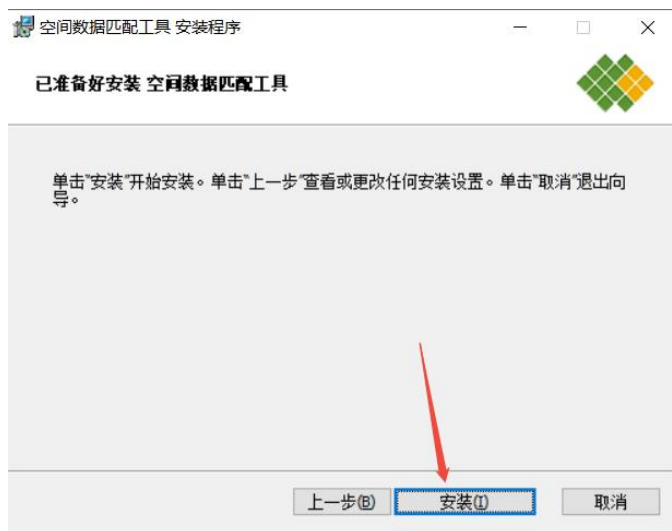 空间数据匹配工具 安装程序
已准备好安装 空间数据匹配工具
单击"安装"开始安装。单击"上一步"查看或更改任何安装设置。单击"取消"退出向
导。
上一步(B) 安装(I) 取消